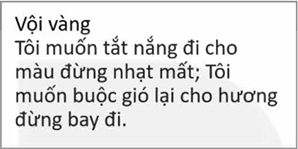 Vội vàng
Tôi muốn tắt nắng đi cho
màu đừng nhạt mất; Tôi
muốn buộc gió lại cho hương
đừng bay đi.